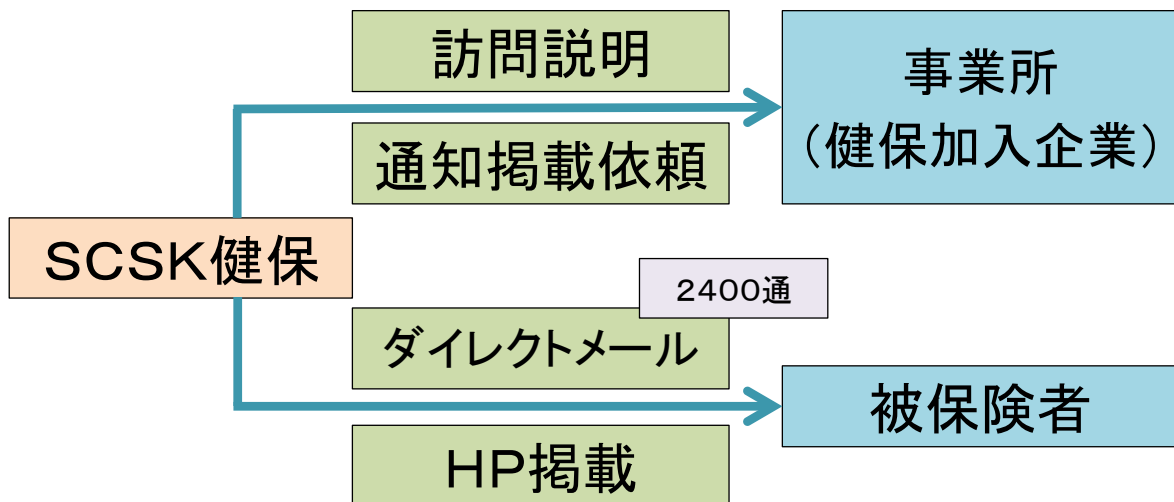 訪問説明
事業所
（健保加入企業）
通知掲載依頼
ＳＣＳＫ健保
２４００通
ダイレクトメール
被保険者
ＨＰ掲載